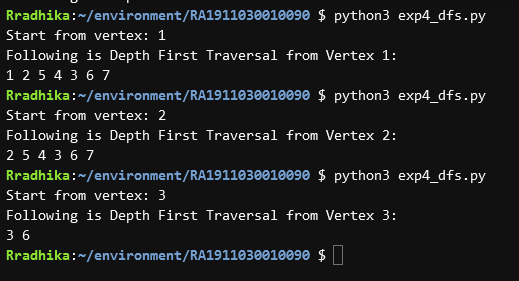 Rradhika:~/environment/RA1911030010090 $ python3 exp4_dfs.py
Start from vertex: 1
Following is Depth First Traversal from Vertex 1:
1 2 5 4 3 6 7
Rradhika:~/environment/RA1911030010090 $ python3 exp4_dfs.py
Start from vertex: 2
Following is Depth First Traversal from Vertex 2:
2 5 4 3 6 7
Rradhika:~/environment/RA1911030010090 $ python3 exp4_dfs.py
Start from vertex: 3
Following is Depth First Traversal from Vertex 3:
3 6
Rradhika:~/environment/RA1911030010090 $